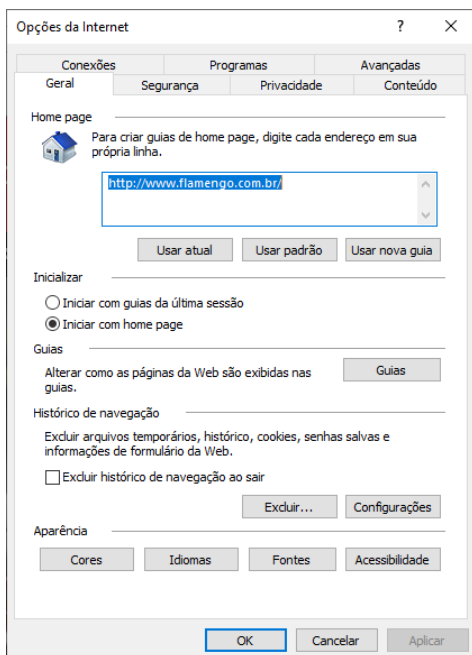 Opções da Internet ? ×
Conexões Programas Avançadas
Geral Segurança Privacidade Conteúdo
Home page
Para criar guias de home page, digite cada endereço em sua
própria linha.
http://www.flamengo.com.br/
Usar atual Usar padrão Usar nova guia
Inicializar
Iniciar com guias da última sessão
Iniciar com home page
Guias
Alterar como as páginas da Web são exibidas nas
guias.
Guias
Histórico de navegação
Excluir arquivos temporários, histórico, cookies, senhas salvas e
informações de formulário da Web.
Excluir histórico de navegação ao sair
Excluir... Configurações
Aparência
Cores Idiomas Fontes Acessibilidade
OK Cancelar Aplicar